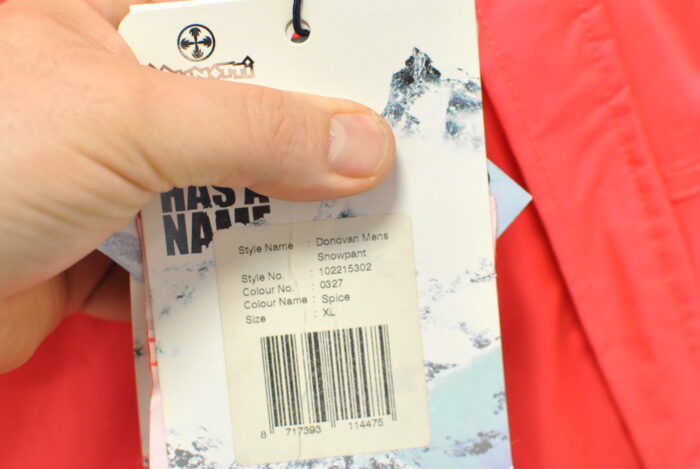 HAS A
NAME
Style Name : Donovan Mens
Snowpant
Style No. : 102215302
Colour No. : 0327
Colour Name : Spice
Size : XL
8 717393 114475